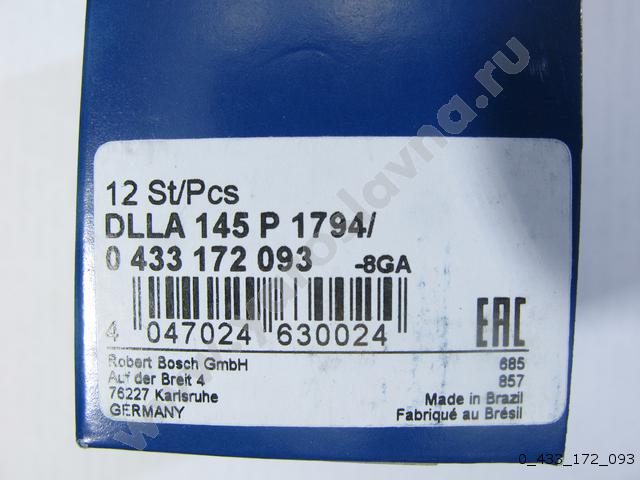 12 St/Pcs
DLLA 145 P 1794/
0 433 172 093 -8GA
4 047024 630024
EAC
Robert Bosch GmbH
Auf der Breit 4
76227 Karlsruhe
GERMANY
685
857
Made in Brazil
Fabriqué au Brésil
0_433_172_093